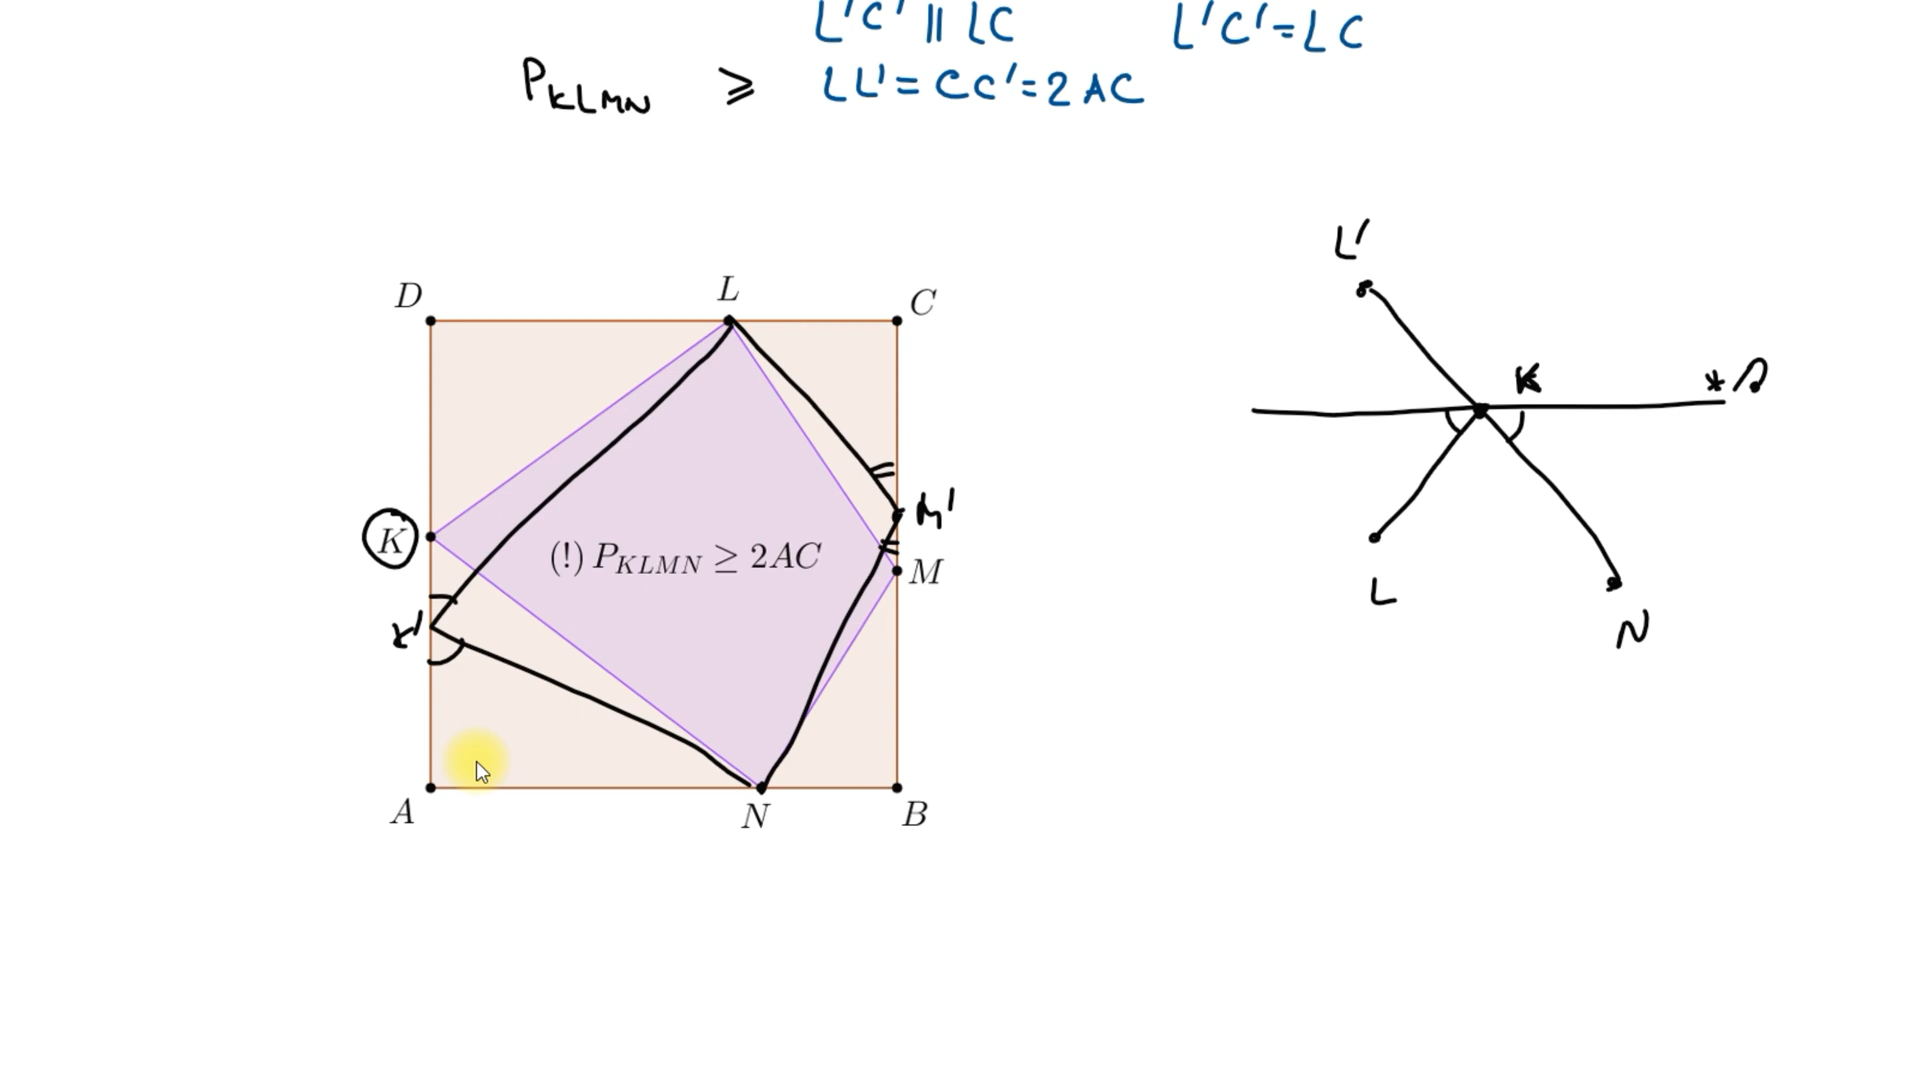 L'C' || LC L'C' = LC
P_KLMN ≥ LL' = CC' = 2AC
D L C
K
(!) P_KLMN ≥ 2AC
M'
M
K'
A N B
L'
K
L
N